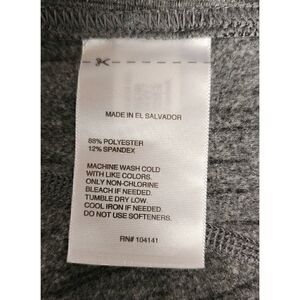 MADE IN EL SALVADOR
88% POLYESTER
12% SPANDEX
MACHINE WASH COLD
WITH LIKE COLORS.
ONLY NON-CHLORINE
BLEACH IF NEEDED.
TUMBLE DRY LOW.
COOL IRON IF NEEDED.
DO NOT USE SOFTENERS.
RN# 104141